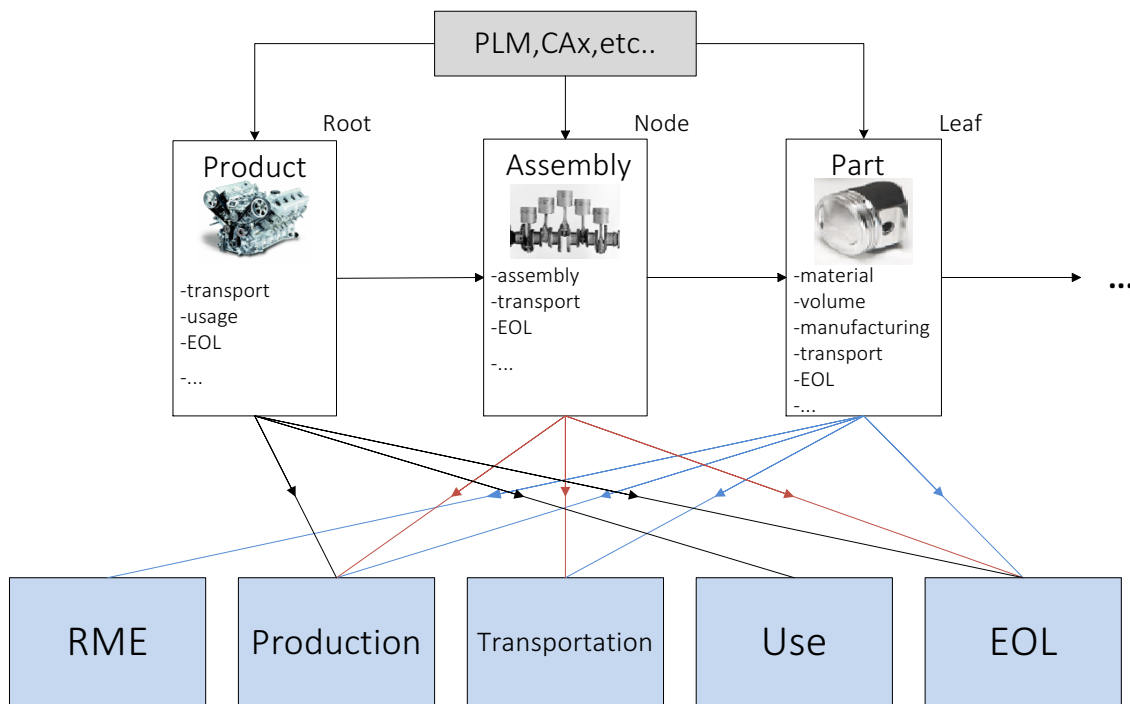 PLM,CAx,etc..
Root
Node
Leaf
Product
Assembly
Part
-transport
-usage
-EOL
-...
-assembly
-transport
-EOL
-...
-material
-volume
-manufacturing
-transport
-EOL
-...
...
RME
Production
Transportation
Use
EOL